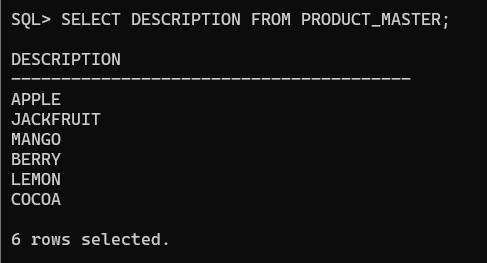 SQL> SELECT DESCRIPTION FROM PRODUCT_MASTER;
DESCRIPTION
----------------------------------------
APPLE
JACKFRUIT
MANGO
BERRY
LEMON
COCOA
6 rows selected.